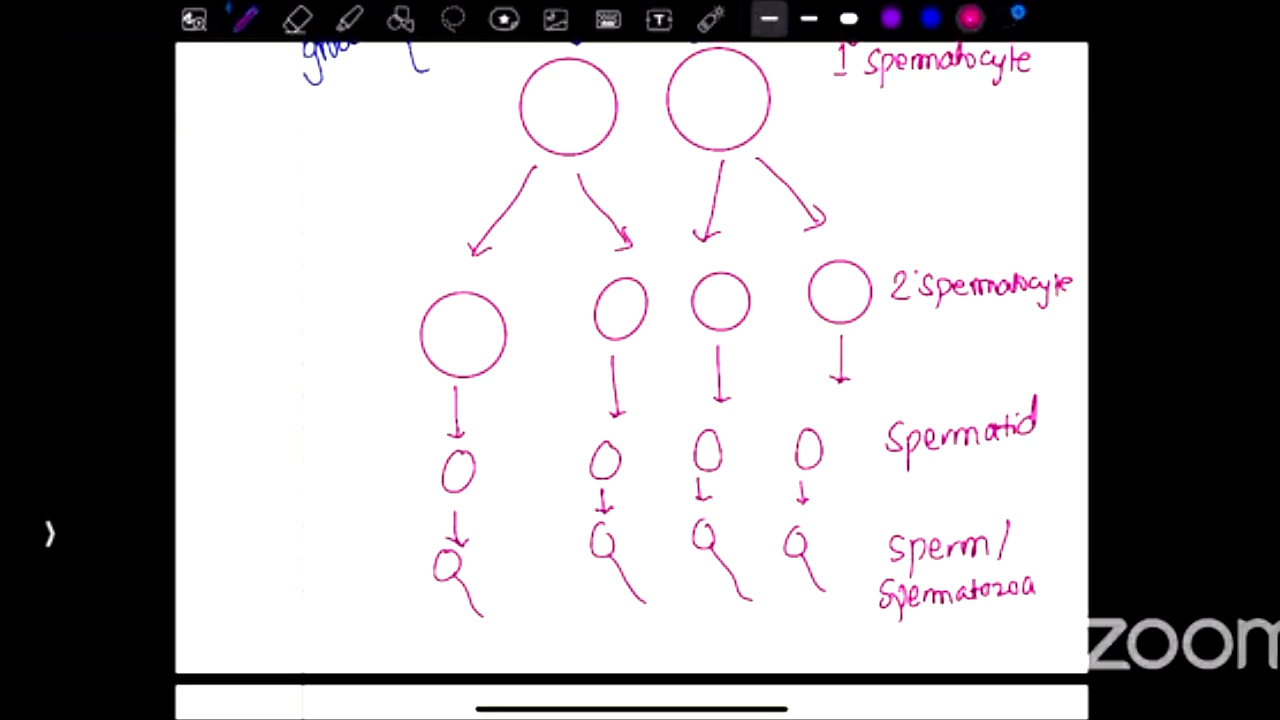 1° Spermatocyte
2° Spermatocyte
Spermatid
Sperm/
Spermatozoa
zoom